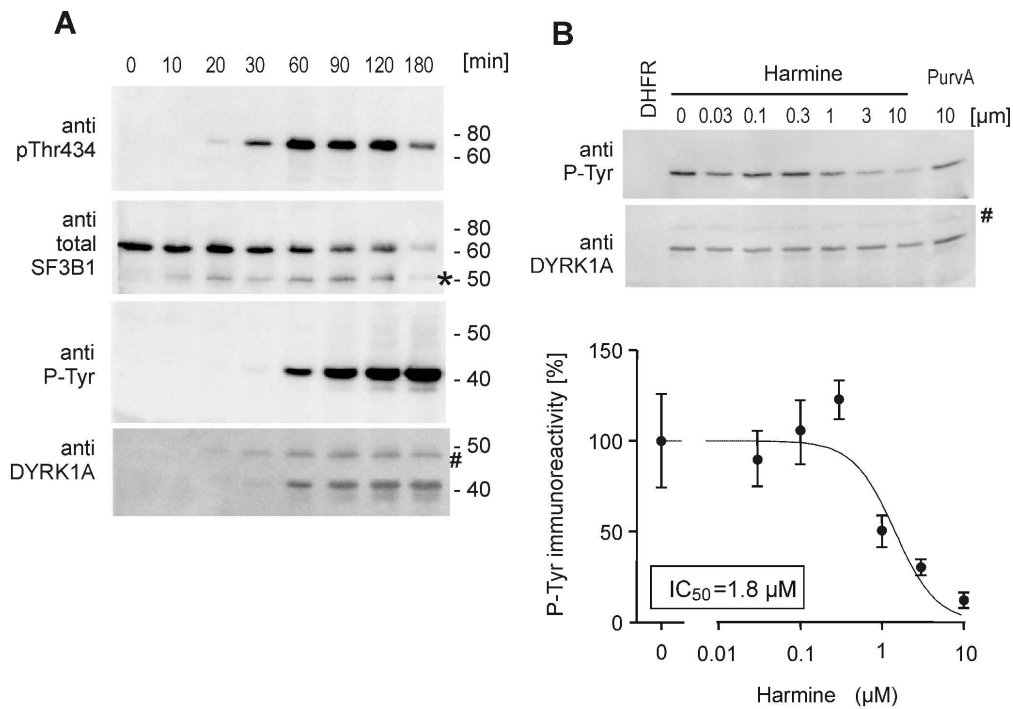 A
0 10 20 30 60 90 120 180 [min]
anti
pThr434
- 80
- 60
anti
total
SF3B1
- 80
- 60
*- 50
anti
P-Tyr
- 50
- 40
anti
DYRK1A
- 50
#
- 40
B
DHFR
Harmine
PurvA
0 0.03 0.1 0.3 1 3 10 10 [µm]
anti
P-Tyr
#
anti
DYRK1A
P-Tyr immunoreactivity [%]
150
100
50
0
IC50=1.8 µM
0 0.01 0.1 1 10
Harmine (µM)